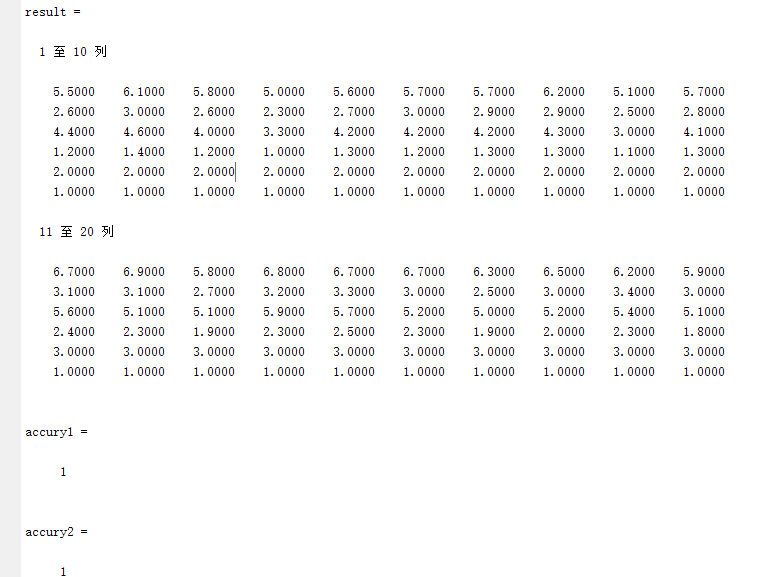 result =
1 至 10 列
5.5000 6.1000 5.8000 5.0000 5.6000 5.7000 5.7000 6.2000 5.1000 5.7000
2.6000 3.0000 2.6000 2.3000 2.7000 3.0000 2.9000 2.9000 2.5000 2.8000
4.4000 4.6000 4.0000 3.3000 4.2000 4.2000 4.2000 4.3000 3.0000 4.1000
1.2000 1.4000 1.2000 1.0000 1.3000 1.2000 1.3000 1.3000 1.1000 1.3000
2.0000 2.0000 2.0000 2.0000 2.0000 2.0000 2.0000 2.0000 2.0000 2.0000
1.0000 1.0000 1.0000 1.0000 1.0000 1.0000 1.0000 1.0000 1.0000 1.0000
11 至 20 列
6.7000 6.9000 5.8000 6.8000 6.7000 6.7000 6.3000 6.5000 6.2000 5.9000
3.1000 3.1000 2.7000 3.2000 3.3000 3.0000 2.5000 3.0000 3.4000 3.0000
5.6000 5.1000 5.1000 5.9000 5.7000 5.2000 5.0000 5.2000 5.4000 5.1000
2.4000 2.3000 1.9000 2.3000 2.5000 2.3000 1.9000 2.0000 2.3000 1.8000
3.0000 3.0000 3.0000 3.0000 3.0000 3.0000 3.0000 3.0000 3.0000 3.0000
1.0000 1.0000 1.0000 1.0000 1.0000 1.0000 1.0000 1.0000 1.0000 1.0000
accury1 =
1
accury2 =
1